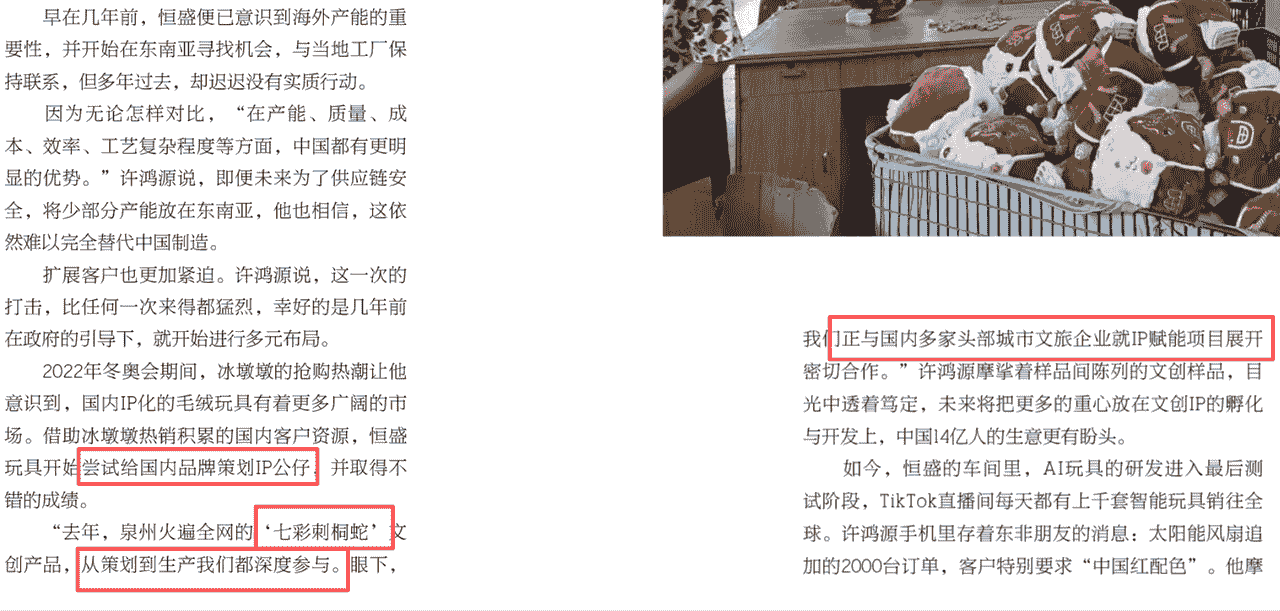 早在几年前，恒盛便已意识到海外产能的重
要性，并开始在东南亚寻找机会，与当地工厂保
持联系，但多年过去，却迟迟没有实质行动。
因为无论怎样对比，“在产能、质量、成
本、效率、工艺复杂程度等方面，中国都有更明
显的优势。”许鸿源说，即便未来为了供应链安
全，将少部分产能放在东南亚，他也相信，这依
然难以完全替代中国制造。
扩展客户也更加紧迫。许鸿源说，这一次的
打击，比任何一次来得都猛烈，幸好的是几年前
在政府的引导下，就开始进行多元布局。
2022年冬奥会期间，冰墩墩的抢购热潮让他
意识到，国内IP化的毛绒玩具有着更多广阔的市
场。借助冰墩墩热销积累的国内客户资源，恒盛
玩具开始尝试给国内品牌策划IP公仔，并取得不
错的成绩。
“去年，泉州火遍全网的‘七彩刺桐蛇’文
创产品，从策划到生产我们都深度参与。眼下，
我们正与国内多家头部城市文旅企业就IP赋能项目展开
密切合作。”许鸿源摩挲着样品间陈列的文创样品，目
光中透着笃定，未来将把更多的重心放在文创IP的孵化
与开发上，中国14亿人的生意更有盼头。
如今，恒盛的车间里，AI玩具的研发进入最后测
试阶段，TikTok直播间每天都有上千套智能玩具销往全
球。许鸿源手机里存着东非朋友的消息：太阳能风扇追
加的2000台订单，客户特别要求“中国红配色”。他摩